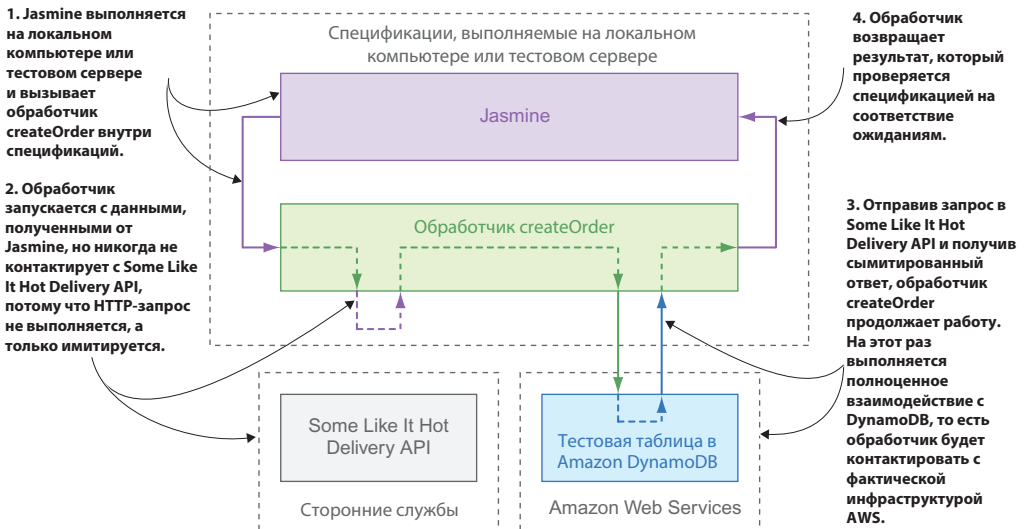 1. Jasmine выполняется
на локальном
компьютере или
тестовом сервере
и вызывает
обработчик
createOrder внутри
спецификаций.
2. Обработчик
запускается с данными,
полученными от
Jasmine, но никогда не
контактирует с Some Like
It Hot Delivery API,
потому что HTTP-запрос
не выполняется, а
только имитируется.
Спецификации, выполняемые на локальном
компьютере или тестовом сервере
Jasmine
Обработчик createOrder
Some Like It Hot
Delivery API
Сторонние службы
Тестовая таблица в
Amazon DynamoDB
Amazon Web Services
4. Обработчик
возвращает
результат, который
проверяется
спецификацией на
соответствие
ожиданиям.
3. Отправив запрос в
Some Like It Hot
Delivery API и получив
сымитированный
ответ, обработчик
createOrder
продолжает работу.
На этот раз
выполняется
полноценное
взаимодействие с
DynamoDB, то есть
обработчик будет
контактировать с
фактической
инфраструктурой
AWS.